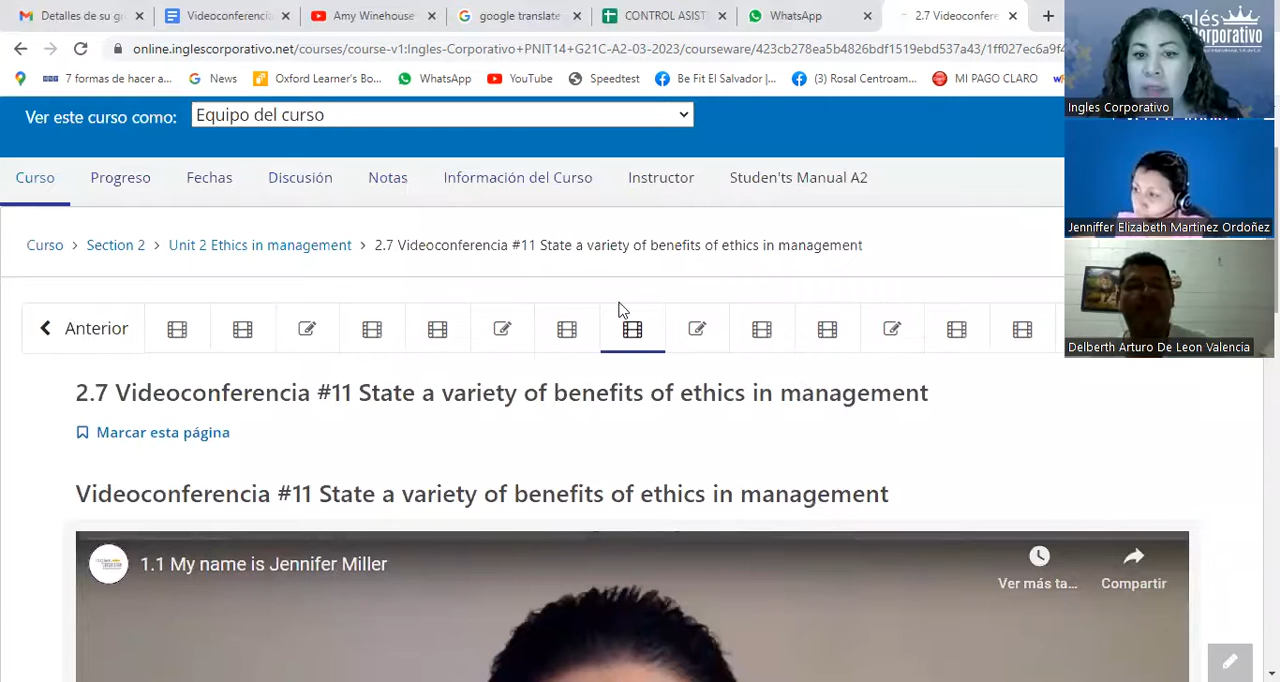 Detalles de su gr
Videoconferencia
Amy Winehouse
google translate
CONTROL ASIST
WhatsApp
2.7 Videoconfere
online.inglescorporativo.net/courses/course-v1:Ingles-Corporativo+PNIT14+G21C-A2-03-2023/courseware/423cb278ea5b4826bdf1519ebd537a43/1ff027ec6a9f4
7 formas de hacer a...
News
Oxford Learner's Bo...
WhatsApp
YouTube
Speedtest
Be Fit El Salvador |...
(3) Rosal Centroam...
MI PAGO CLARO
Ingles Corporativo
Jenniffer Elizabeth Martínez Ordoñez
Delberth Arturo De Leon Valencia
Ver este curso como:
Equipo del curso
Curso
Progreso
Fechas
Discusión
Notas
Información del Curso
Instructor
Studen'ts Manual A2
Curso > Section 2 > Unit 2 Ethics in management > 2.7 Videoconferencia #11 State a variety of benefits of ethics in management
Anterior
2.7 Videoconferencia #11 State a variety of benefits of ethics in management
Marcar esta página
Videoconferencia #11 State a variety of benefits of ethics in management
1.1 My name is Jennifer Miller
Ver más ta...
Compartir